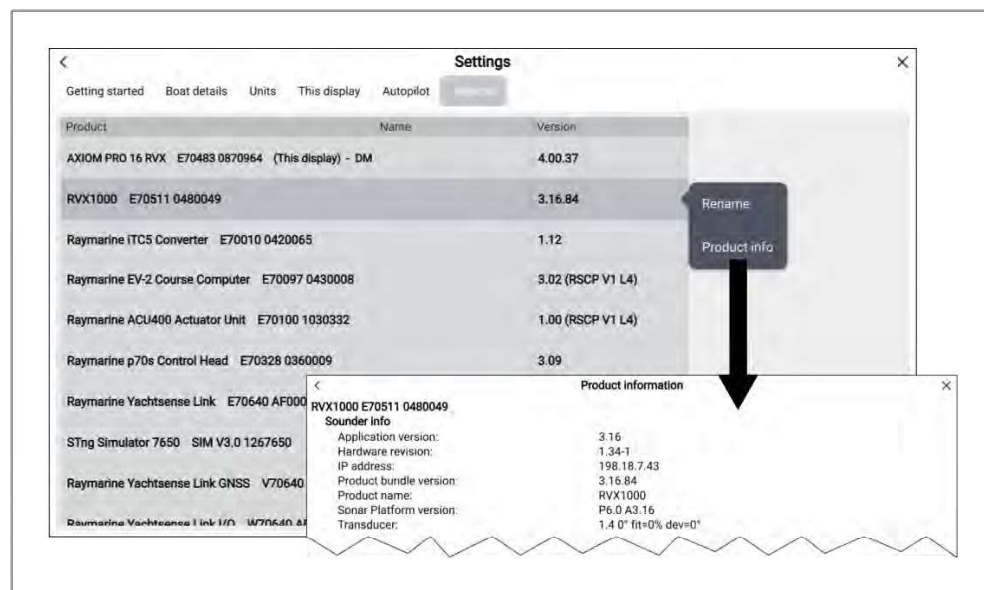 Settings
Getting started Boat details Units This display Autopilot
Product Name Version
AXIOM PRO 16 RVX E70483 0870964 (This display) - DM 4.00.37
RVX1000 E70511 0480049 3.16.84
Rename
Product info
Raymarine iTC5 Converter E70010 0420065 1.12
Raymarine EV-2 Course Computer E70097 0430008 3.02 (RSCP V1 L4)
Raymarine ACU400 Actuator Unit E70100 1030332 1.00 (RSCP V1 L4)
Raymarine p70s Control Head E70328 0360009 3.09
Raymarine Yachtsense Link E70640 AF000
STng Simulator 7650 SIM V3.0 1267650
Raymarine Yachtsense Link GNSS V70640
Raymarine Yachtsense Link I/O W70640
Product information
RVX1000 E70511 0480049
Sounder info
Application version: 3.16
Hardware revision: 1.34-1
IP address: 198.18.7.43
Product bundle version: 3.16.84
Product name: RVX1000
Sonar Platform version: P6.0 A3.16
Transducer: 1.4 0° fit=0% dev=0°